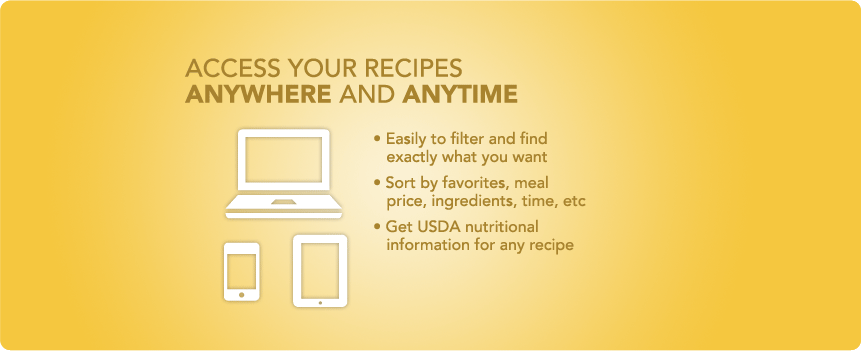 ACCESS YOUR RECIPES
ANYWHERE AND ANYTIME
• Easily to filter and find
exactly what you want
• Sort by favorites, meal
price, ingredients, time, etc
• Get USDA nutritional
information for any recipe